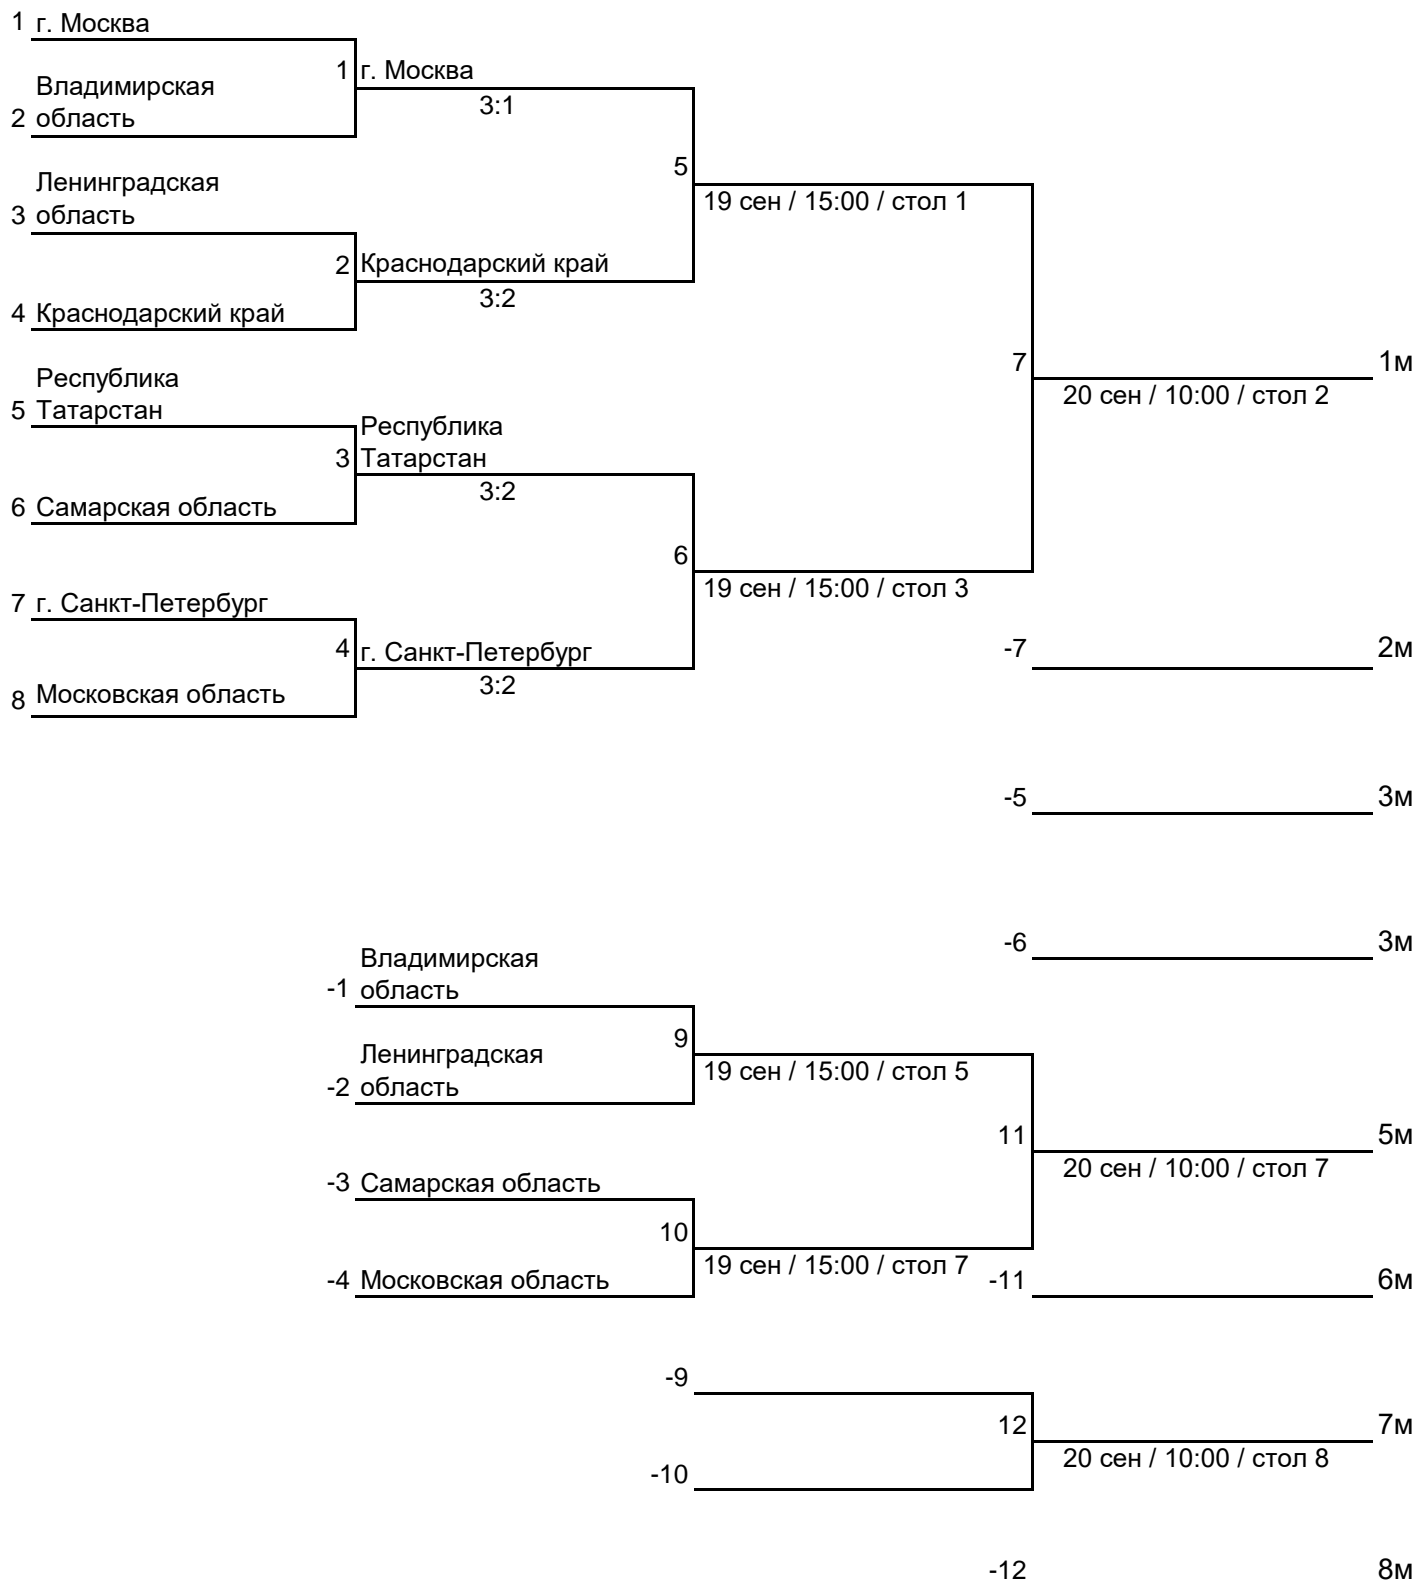 1 г. Москва
1 г. Москва
Владимирская
2 область
3:1
5
Ленинградская
3 область
19 сен / 15:00 / стол 1
2 Краснодарский край
3:2
4 Краснодарский край
7
1м
Республика
5 Татарстан
20 сен / 10:00 / стол 2
Республика
3 Татарстан
3:2
6 Самарская область
6
19 сен / 15:00 / стол 3
7 г. Санкт-Петербург
4 г. Санкт-Петербург
-7
2м
3:2
8 Московская область
-5
3м
-6
3м
Владимирская
-1 область
9
Ленинградская
-2 область
19 сен / 15:00 / стол 5
11
5м
20 сен / 10:00 / стол 7
-3 Самарская область
10
19 сен / 15:00 / стол 7
-4 Московская область
-11
6м
-9
12
7м
20 сен / 10:00 / стол 8
-10
-12
8м